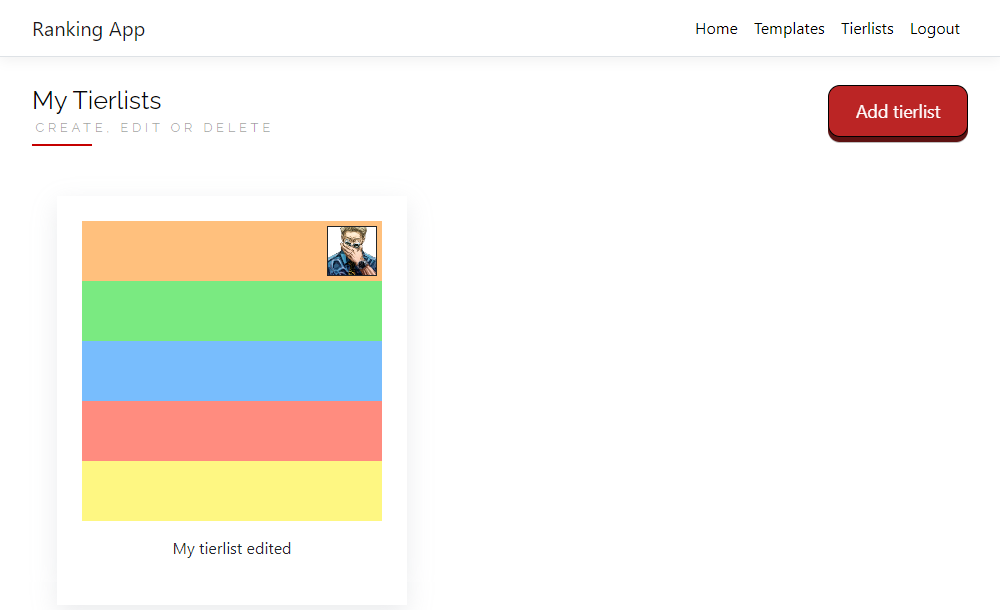 Ranking App
Home Templates Tierlists Logout
My Tierlists
CREATE, EDIT OR DELETE
Add tierlist
My tierlist edited